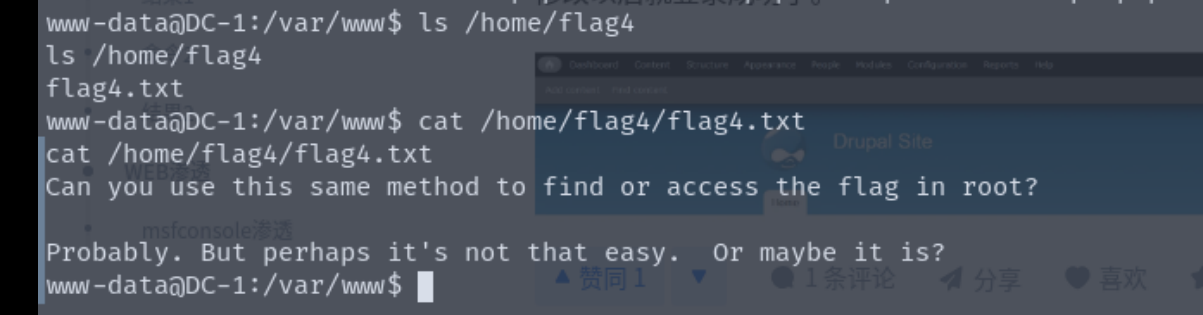 www-data@DC-1:/var/www$ ls /home/flag4
ls /home/flag4
flag4.txt
Dashboard Content Structure Appearance People Modules Configuration Reports Help
Add content Find content
www-data@DC-1:/var/www$ cat /home/flag4/flag4.txt
Drupal Site
cat /home/flag4/flag4.txt
WEB渗透
Can you use this same method to find or access the flag in root?
Home
msfconsole渗透
Probably. But perhaps it's not that easy.  Or maybe it is?
▲ 赞同 1 ▼ 1 条评论 分享 喜欢
www-data@DC-1:/var/www$